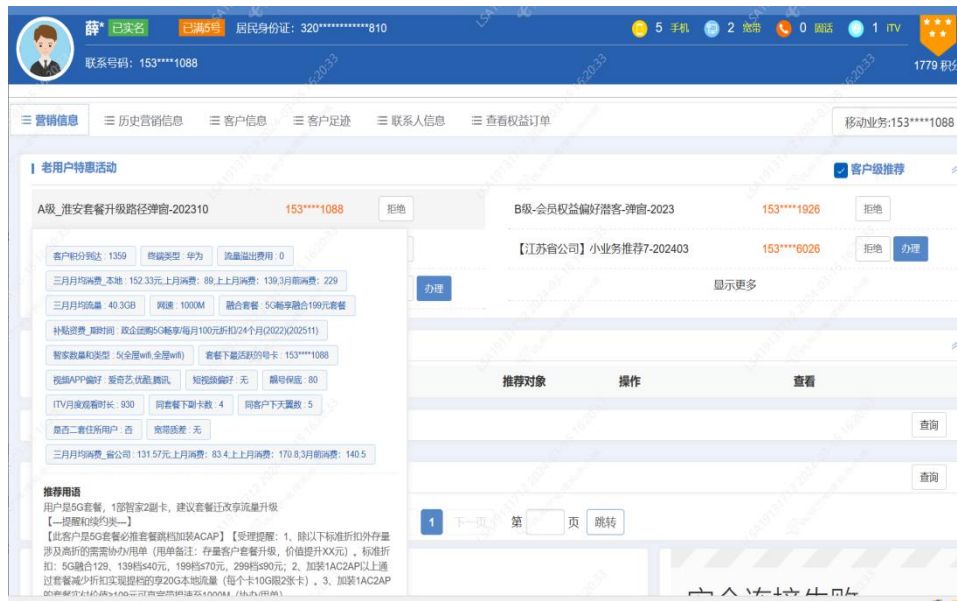 薛* 已实名 已满5号 居民身份证：320************810 5 手机 2 宽带 0 固话 1 iTV
联系号码：153****1088 1779 积分
营销信息 历史营销信息 客户信息 客户足迹 联系人信息 查看权益订单 移动业务:153****1088
老用户特惠活动 客户级推荐
A级_淮安套餐升级路径弹窗-202310 153****1088 拒绝 B级-会员权益偏好潜客-弹窗-2023 153****1926 拒绝
【江苏省公司】小业务推荐7-202403 153****6026 拒绝 办理
办理 显示更多
客户积分到达：1359 终端类型：华为 流量溢出费用：0
三月月均消费_本地：152.33元,上月消费：89,上上月消费：139,3月前消费：229
三月月均流量：40.3GB 网速：1000M 融合套餐：5G畅享融合199元套餐
补贴资费_期时间：政企团购5G畅享/每月100元折扣/24个月(2022)(202511)
智家数量和类型：5(全屋wifi,全屋wifi) 套餐下最活跃的号卡：153****1088
视频APP偏好：爱奇艺,优酷,腾讯, 短视频偏好：无 靓号保底：80
ITV月度观看时长：930 同套餐下副卡数：4 同客户下天翼数：5
是否二套住所用户：否 宽带质差：无
三月月均消费_省公司：131.57元,上月消费：83.4,上上月消费：170.8,3月前消费：140.5
推荐对象 操作 查看
查询
查询
推荐用语
用户是5G套餐，1部智家2副卡，建议套餐迁改享流量升级
【---提醒和续约类---】
【此客户是5G套餐必推套餐跳档加装ACAP】【受理提醒：1、除以下标准折扣外存量
涉及高折的需需协办/甩单（甩单备注：存量客户套餐升级，价值提升XX元）。标准折
扣：5G融合129、139档≤40元，199档≤70元，299档≤90元；2、加装1AC2AP以上通
过套餐减少折扣实现提档的享20G本地流量（每个卡10G限2张卡）。3、加装1AC2AP
1 下一页 第 页 跳转